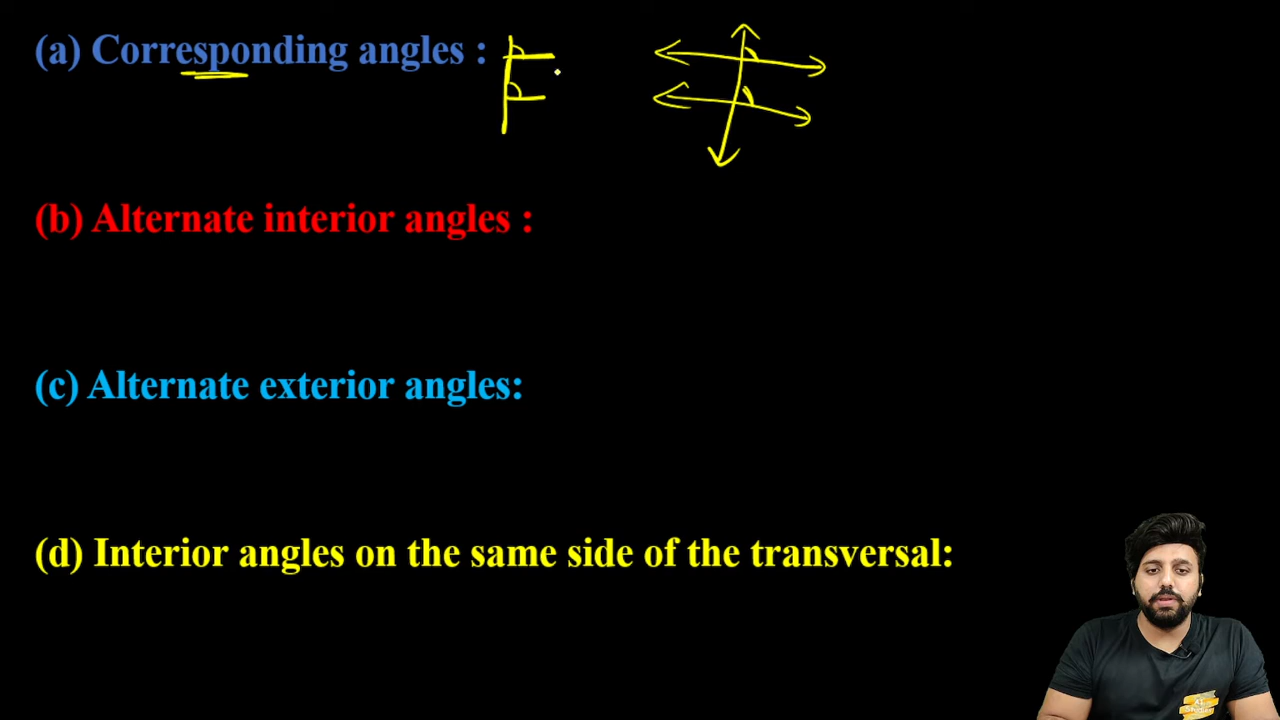 (a) Corresponding angles :
(b) Alternate interior angles :
(c) Alternate exterior angles:
(d) Interior angles on the same side of the transversal: